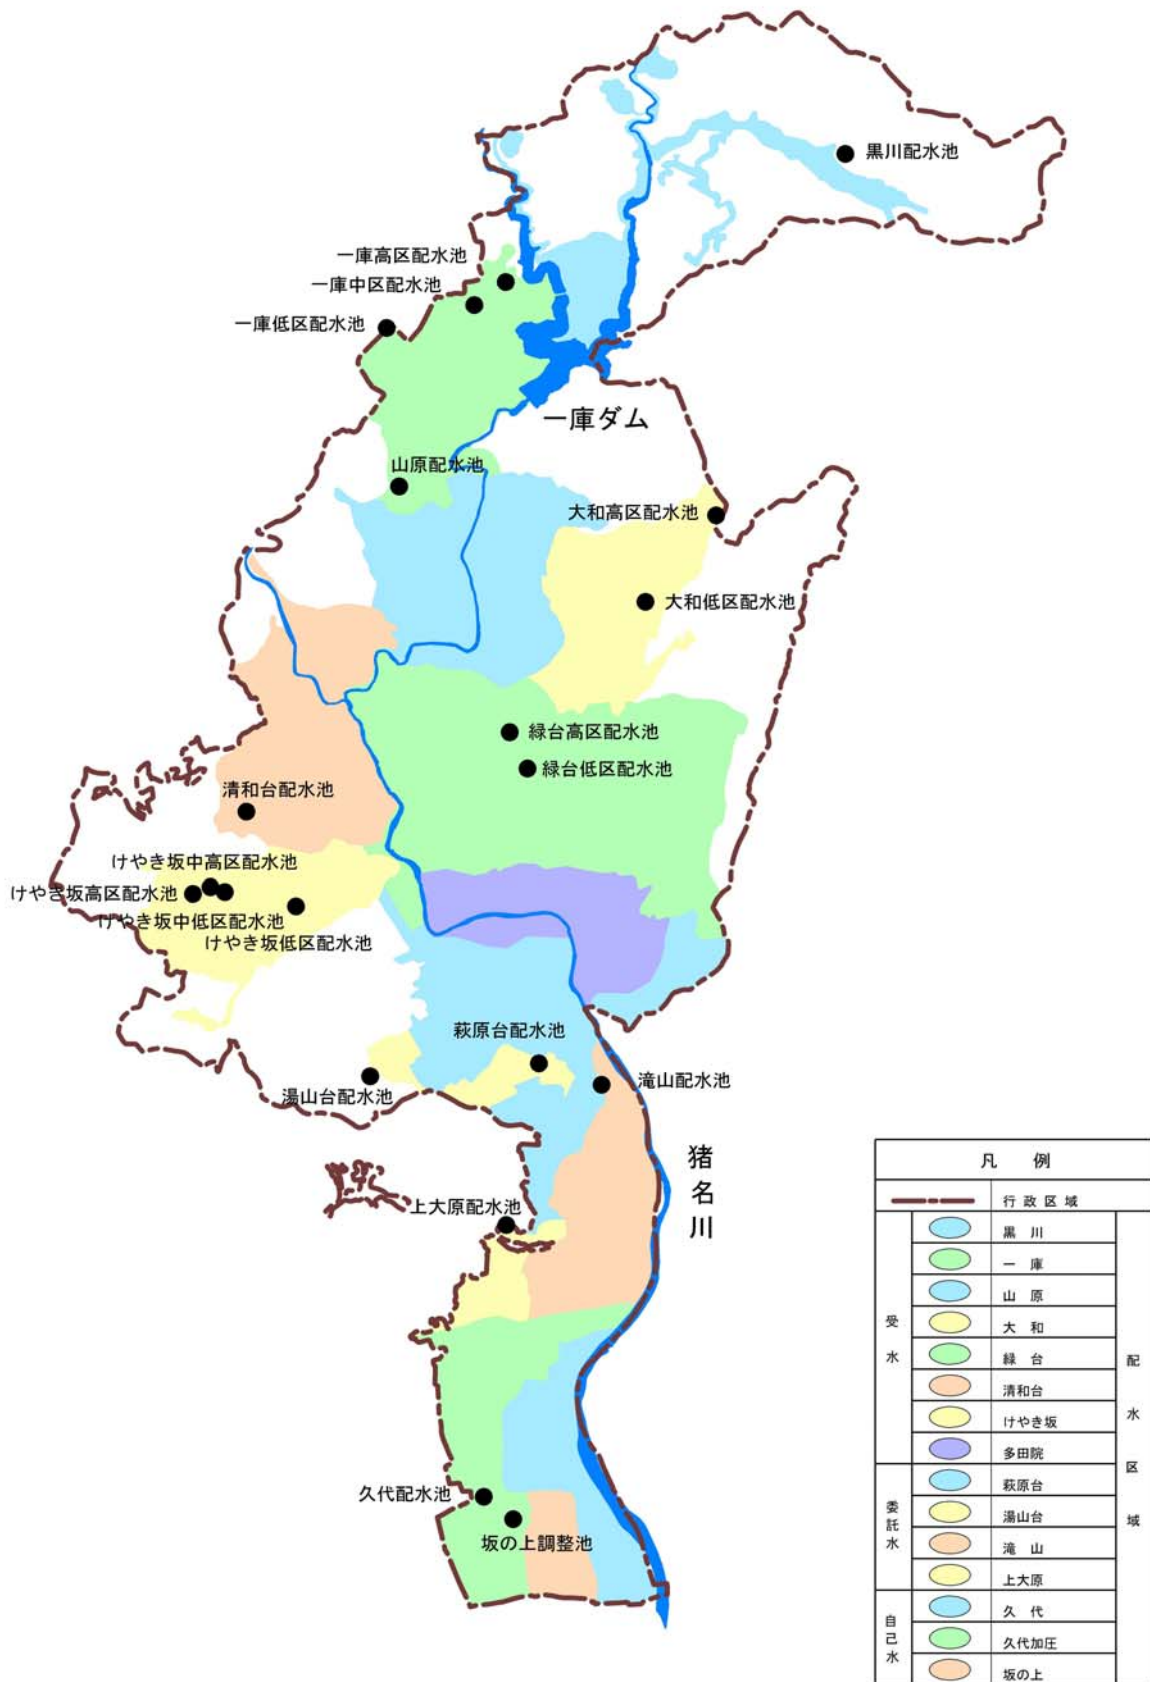 黒川配水池
一庫高区配水池
一庫中区配水池
一庫低区配水池
一庫ダム
山原配水池
大和高区配水池
大和低区配水池
緑台高区配水池
緑台低区配水池
清和台配水池
けやき坂中高区配水池
けやき坂高区配水池
けやき坂中低区配水池
けやき坂低区配水池
萩原台配水池
湯山台配水池
滝山配水池
猪名川
上大原配水池
久代配水池
坂の上調整池
凡 例
行政区域
受水
黒 川
一 庫
山 原
大 和
緑 台
清和台
けやき坂
多田院
委託水
萩原台
湯山台
滝 山
上大原
自己水
久 代
久代加圧
坂の上
配水区域